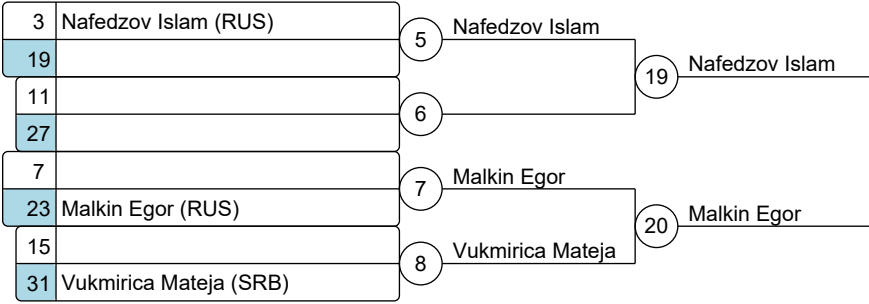 3 Nafedzov Islam (RUS)
19
5 Nafedzov Islam
11
27
6
19 Nafedzov Islam
7
23 Malkin Egor (RUS)
7 Malkin Egor
15
31 Vukmirica Mateja (SRB)
8 Vukmirica Mateja
20 Malkin Egor